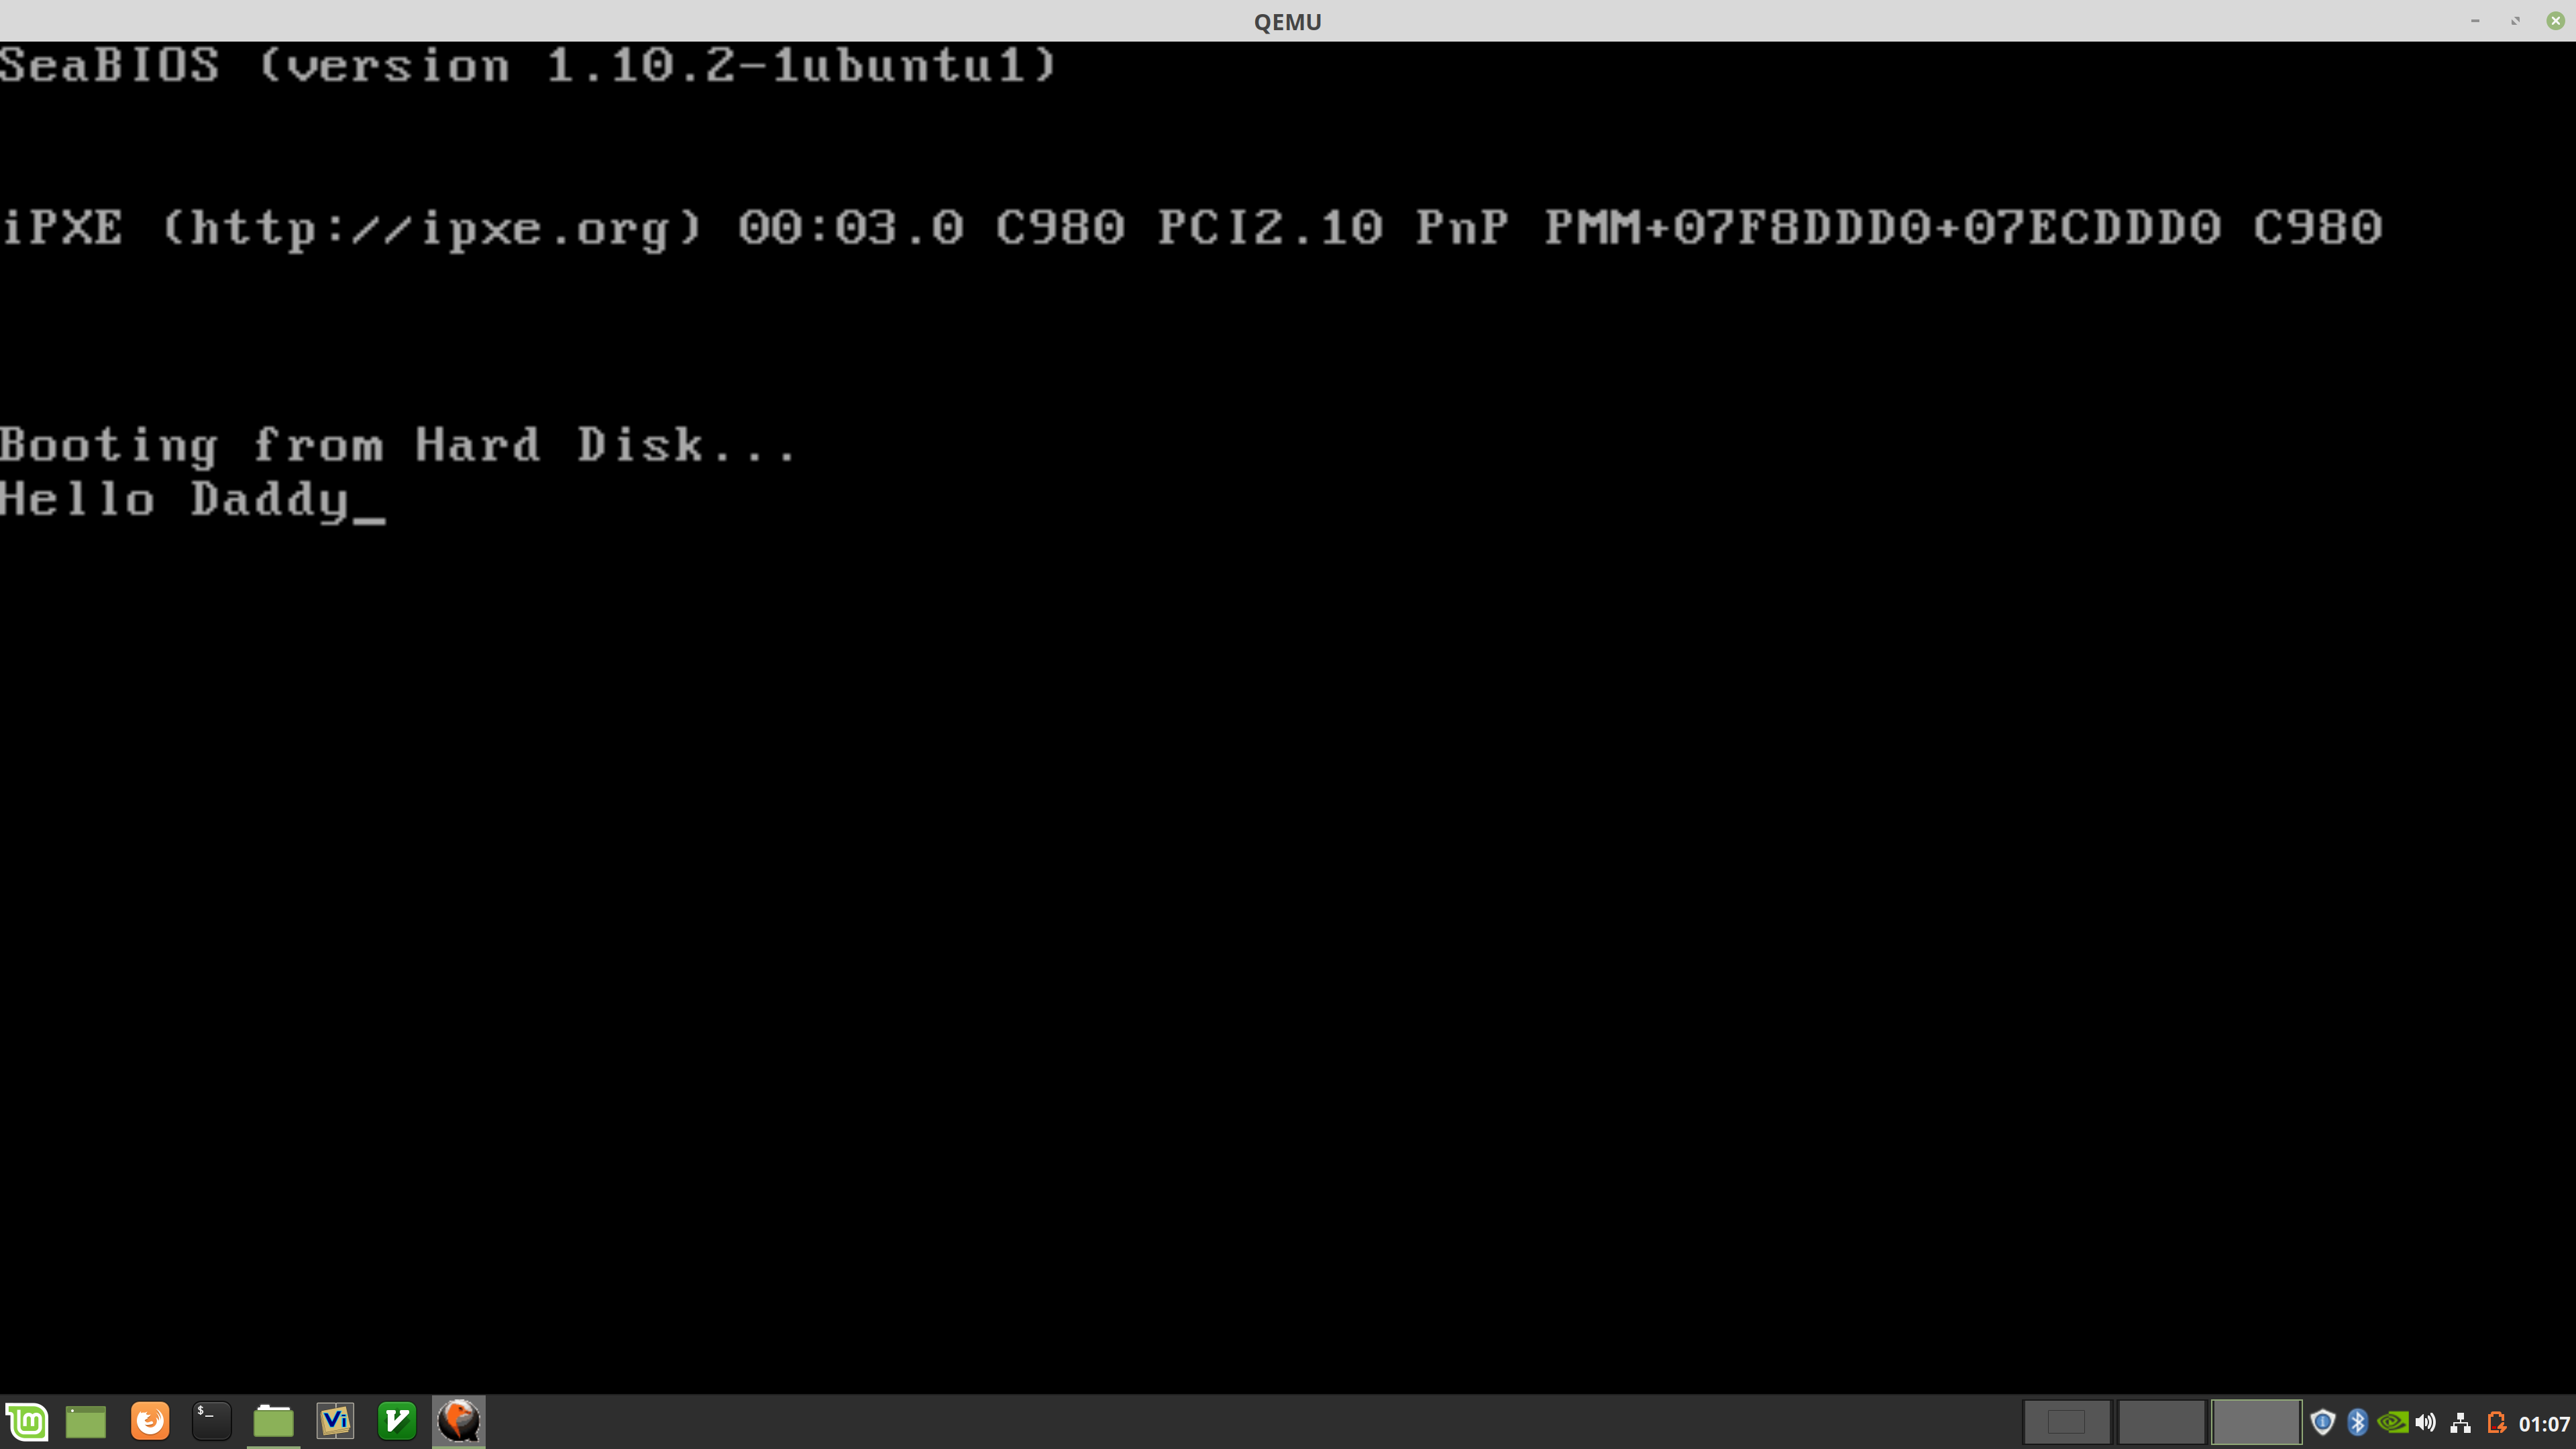 QEMU
SeaBIOS (version 1.10.2-1ubuntu1)
iPXE (http://ipxe.org) 00:03.0 C980 PCI2.10 PnP PMM+07F8DDD0+07ECDDD0 C980
Booting from Hard Disk...
Hello Daddy_
$_
Vi
01:07